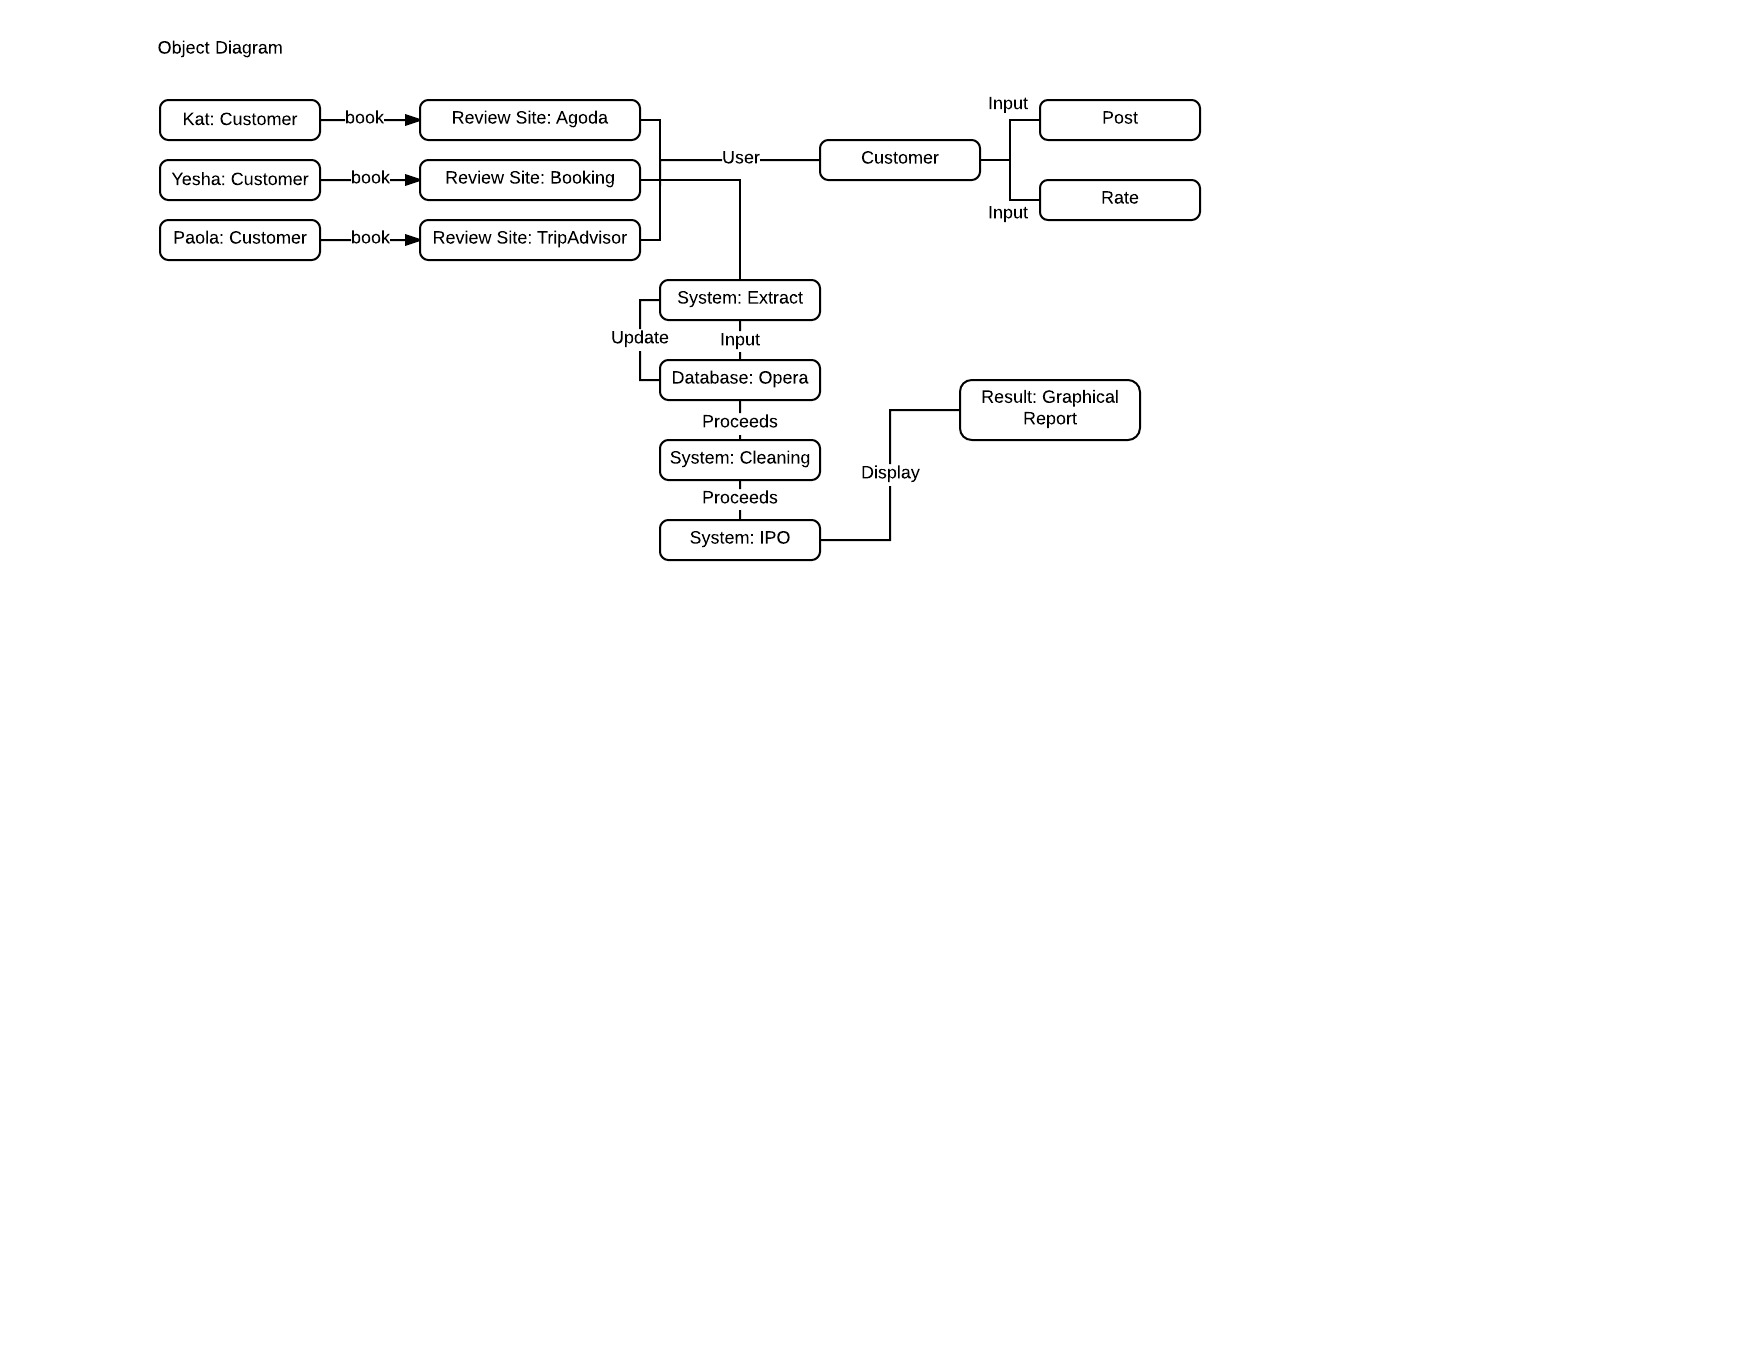 Object Diagram
Kat: Customer
book
Review Site: Agoda
Input
Post
Yesha: Customer
book
Review Site: Booking
User
Customer
Rate
Input
Paola: Customer
book
Review Site: TripAdvisor
System: Extract
Update
Input
Database: Opera
Proceeds
System: Cleaning
Proceeds
System: IPO
Display
Result: Graphical
Report